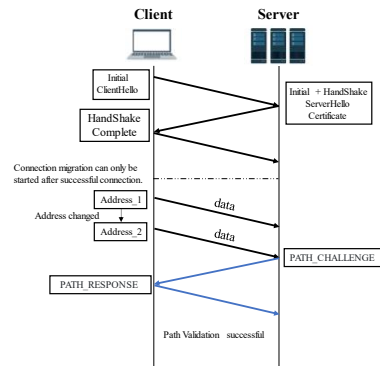 Client Server
Initial
ClientHello
Initial + HandShake
ServerHello
Certificate
HandShake
Complete
Connection migration can only be
started after successful connection.
Address_1
data
Address changed
Address_2
data
PATH_CHALLENGE
PATH_RESPONSE
Path Validation successful